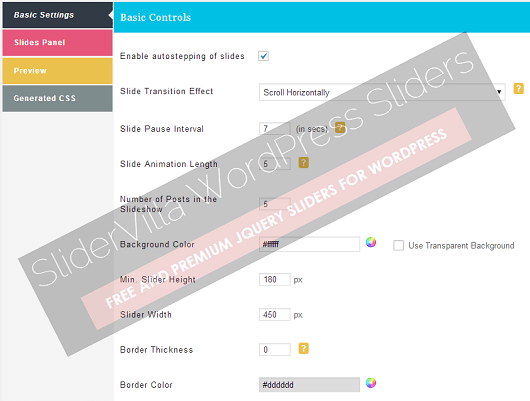 Basic Settings
Slides Panel
Preview
Generated CSS
Basic Controls
Enable autostepping of slides
Slide Transition Effect
Scroll Horizontally
?
Slide Pause Interval
7
(in secs)
?
Slide Animation Length
5
?
Number of Posts in the
Slideshow
5
Background Color
#ffffff
Use Transparent Background
Min. Slider Height
180
px
Slider Width
450
px
Border Thickness
0
?
Border Color
#dddddd
SliderVilla WordPress Sliders
FREE AND PREMIUM JQUERY SLIDERS FOR WORDPRESS